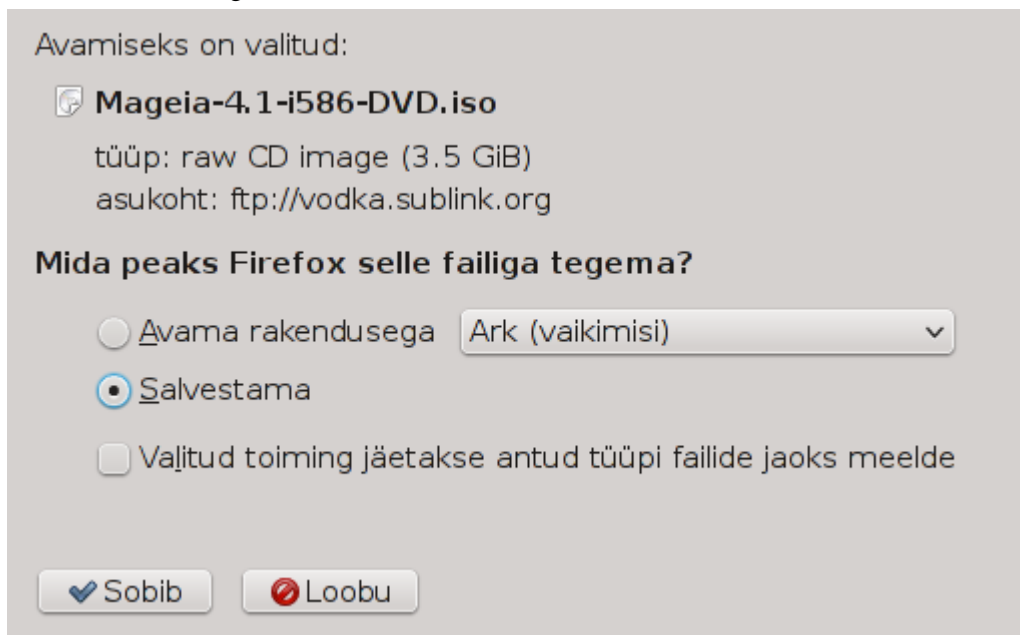 Avamiseks on valitud:
Mageia-4.1-i586-DVD.iso
tüüp: raw CD image (3.5 GiB)
asukoht: ftp://vodka.sublink.org
Mida peaks Firefox selle failiga tegema?
Avama rakendusega Ark (vaikimisi)
Salvestama
Valitud toiming jäetakse antud tüüpi failide jaoks meelde
Sobib Loobu